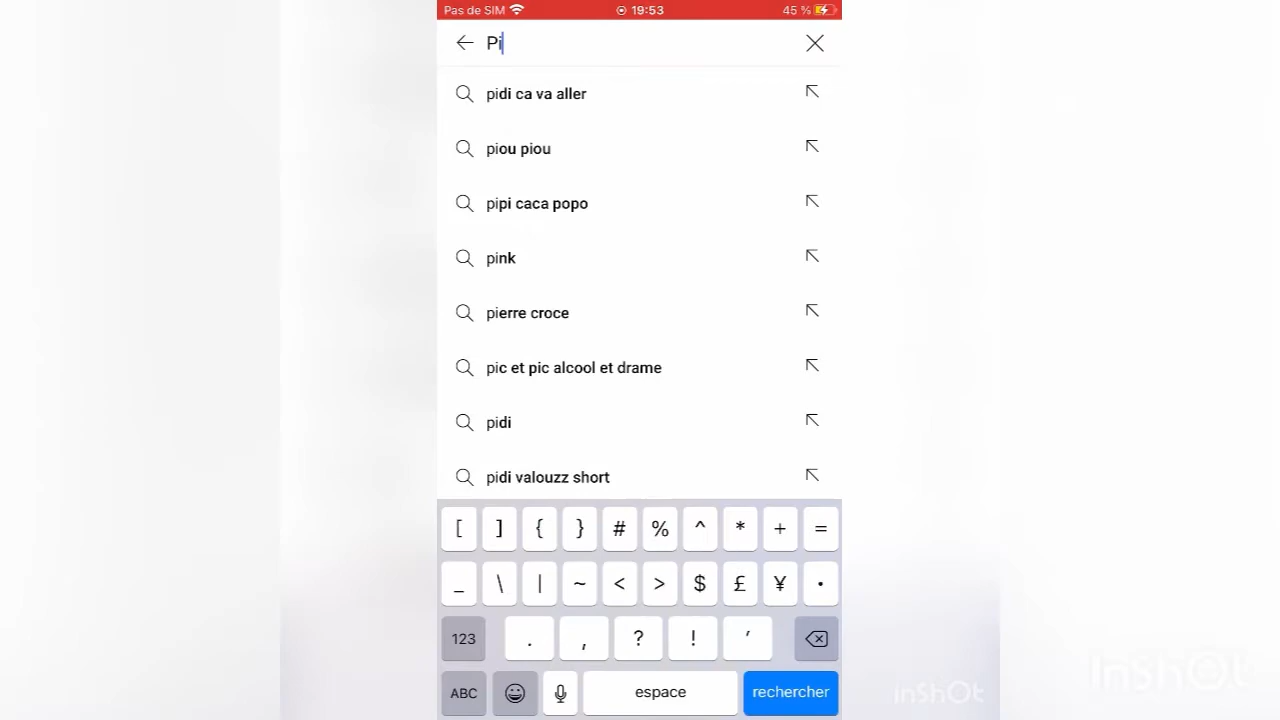 Pas de SIM 19:53 45 %
Pi
pidi ca va aller
piou piou
pipi caca popo
pink
pierre croce
pic et pic alcool et drame
pidi
pidi valouzz short
[ ] { } # % ^ * + =
_ \ | ~ < > $ £ ¥ •
123 . , ? ! ’
ABC espace rechercher
InShOt
InShOt